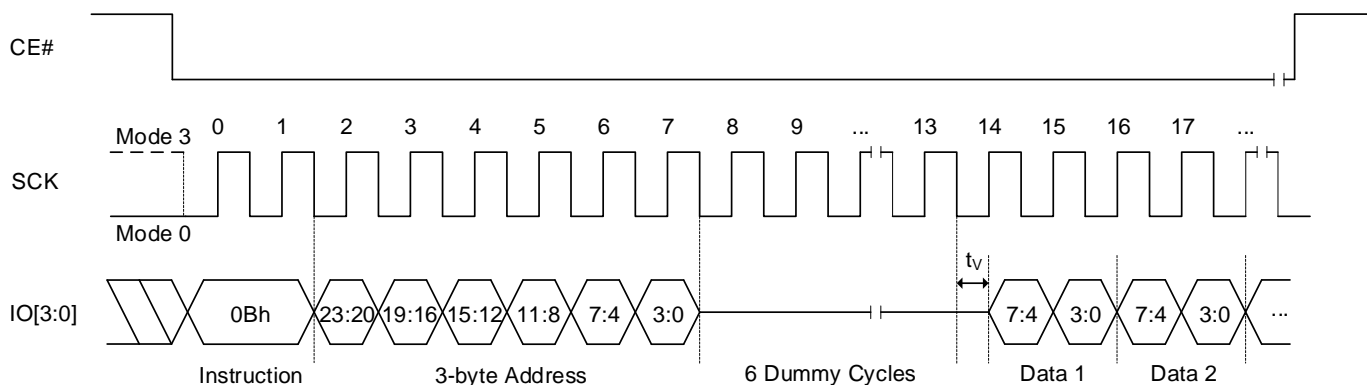 CE#
0 1 2 3 4 5 6 7 8 9 ... 13 14 15 16 17 ...
Mode 3
SCK
Mode 0
tV
IO[3:0] 0Bh 23:20 19:16 15:12 11:8 7:4 3:0 7:4 3:0 7:4 3:0 ...
Instruction 3-byte Address 6 Dummy Cycles Data 1 Data 2